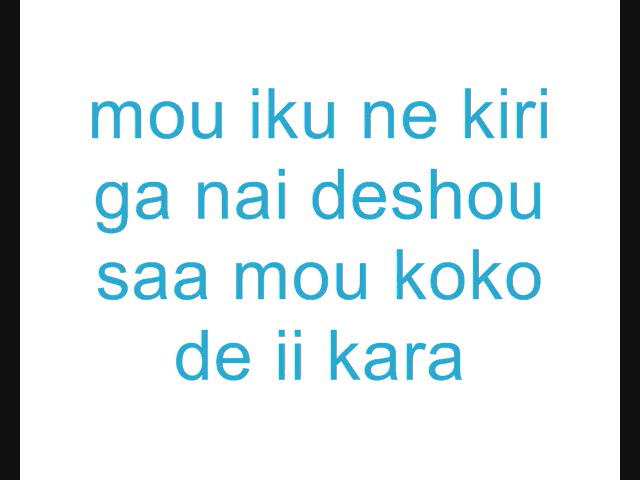 mou iku ne kiri
ga nai deshou
saa mou koko
de ii kara